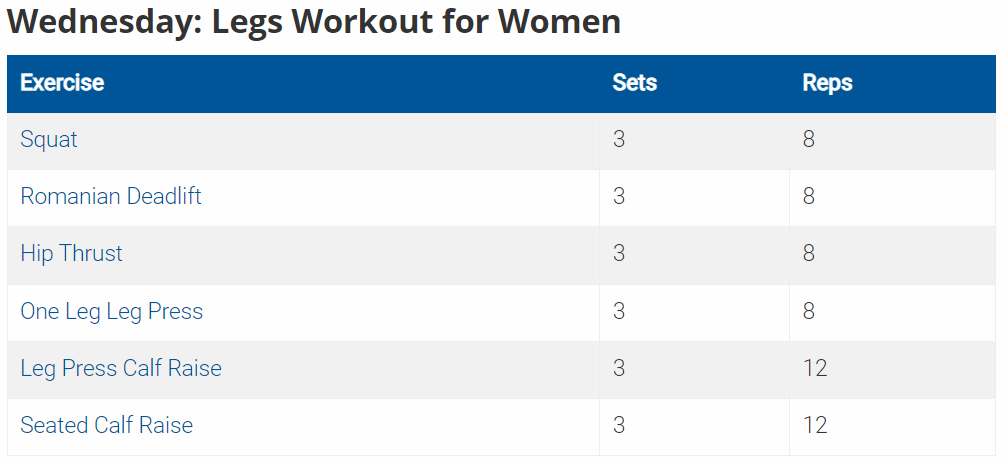 Wednesday: Legs Workout for Women
Exercise Sets Reps
Squat 3 8
Romanian Deadlift 3 8
Hip Thrust 3 8
One Leg Leg Press 3 8
Leg Press Calf Raise 3 12
Seated Calf Raise 3 12